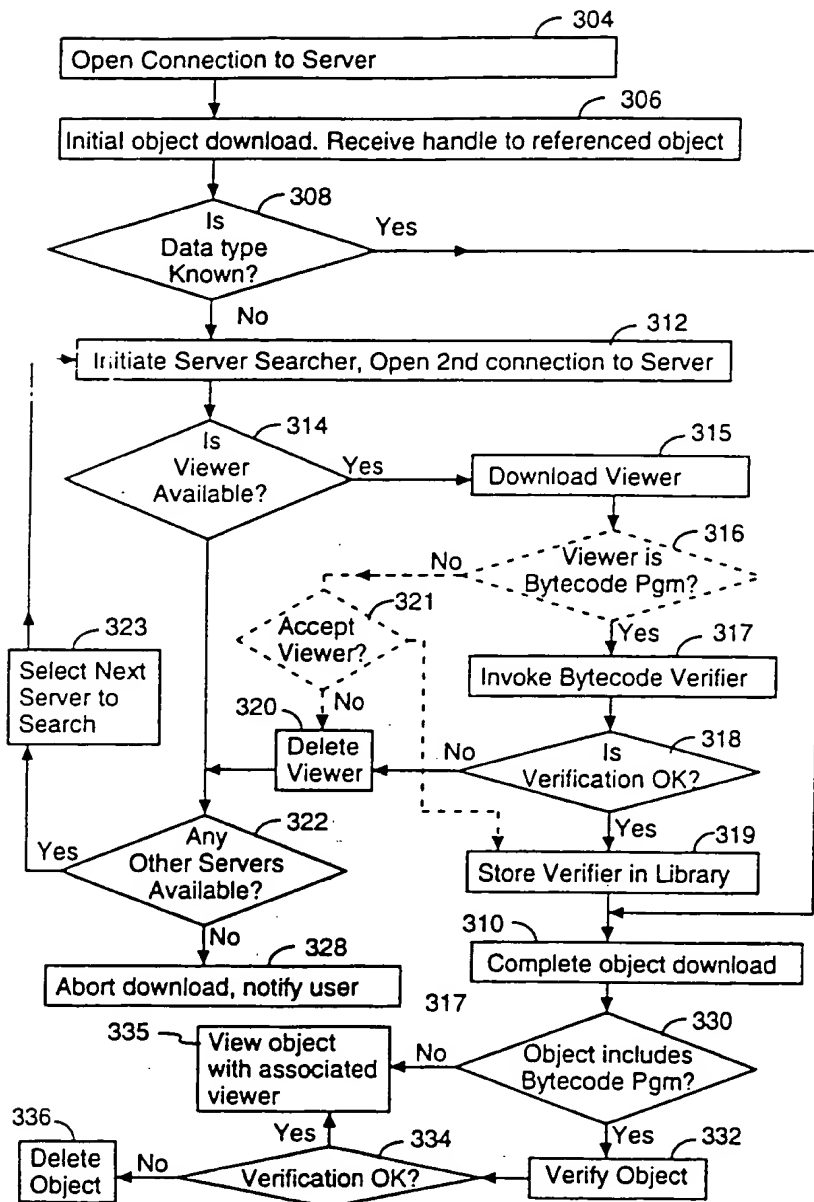 304
Open Connection to Server
306
Initial object download. Receive handle to referenced object
308
Is
Data type
Known?
Yes
No
312
Initiate Server Searcher, Open 2nd connection to Server
314
Is
Viewer
Available?
Yes
315
Download Viewer
316
Viewer is
Bytecode Pgm?
No
Yes
321
Accept
Viewer?
No
317
Invoke Bytecode Verifier
323
Select Next
Server to
Search
320
Delete
Viewer
No
318
Is
Verification OK?
Yes
322
Any
Other Servers
Available?
Yes
No
319
Store Verifier in Library
310
Complete object download
328
Abort download, notify user
317
330
Object includes
Bytecode Pgm?
No
Yes
335
View object
with associated
viewer
Yes
332
Verify Object
334
Verification OK?
No
336
Delete
Object